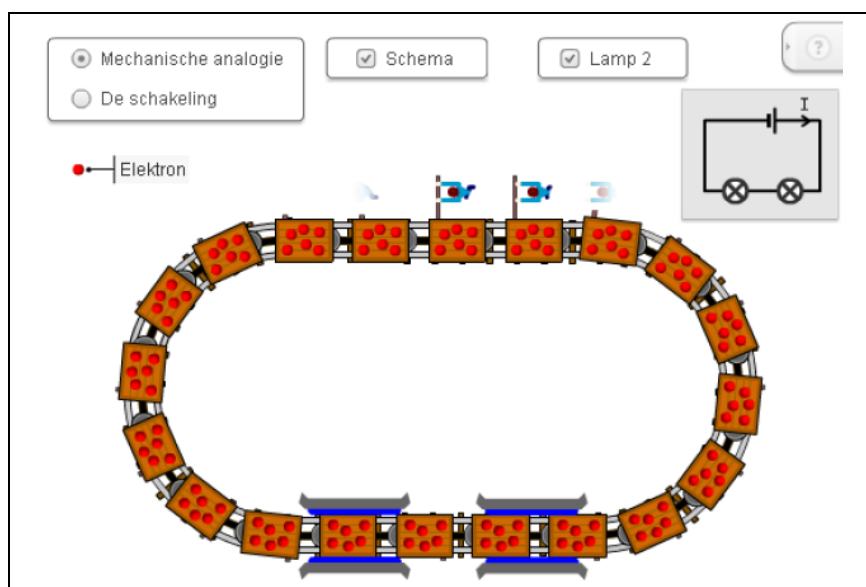 Mechanische analogie
De schakeling
Schema
Lamp 2
?
I
Elektron